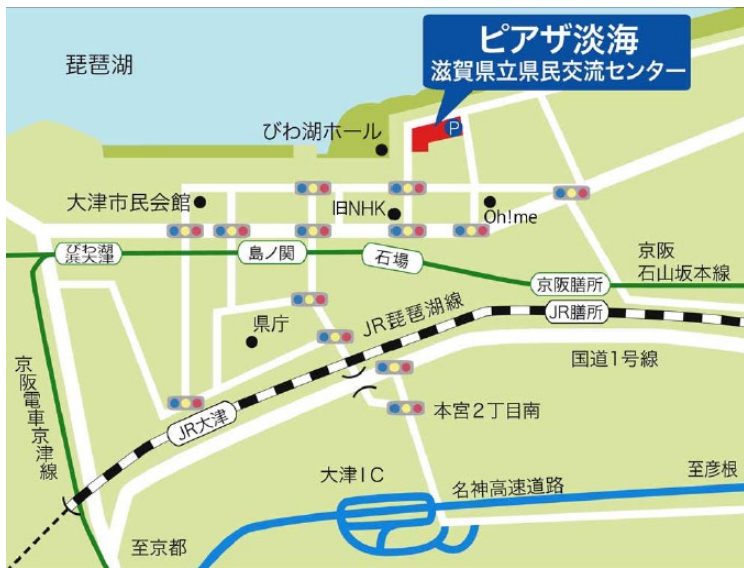 ピアザ淡海
滋賀県立県民交流センター
P
琵琶湖
びわ湖ホール
大津市民会館
旧NHK
Oh!me
びわ湖
浜大津
島ノ関
石場
京阪
石山坂本線
京阪膳所
JR膳所
JR琵琶湖線
県庁
国道1号線
京阪電車京津線
JR大津
本宮2丁目南
大津IC
名神高速道路
至彦根
至京都